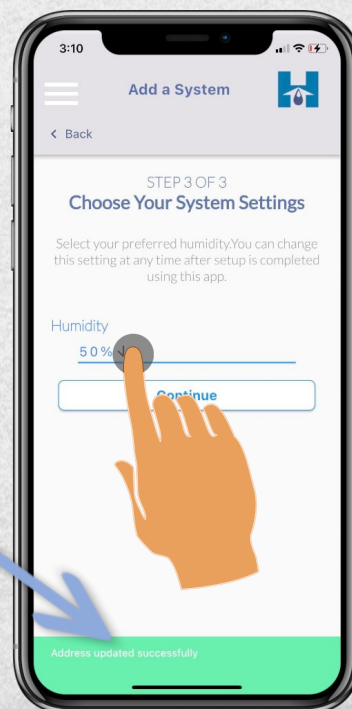 3:10
Add a System
< Back
STEP 3 OF 3
Choose Your System Settings
Select your preferred humidity.You can change
this setting at any time after setup is completed
using this app.
Humidity
50%
Continue
Address updated successfully